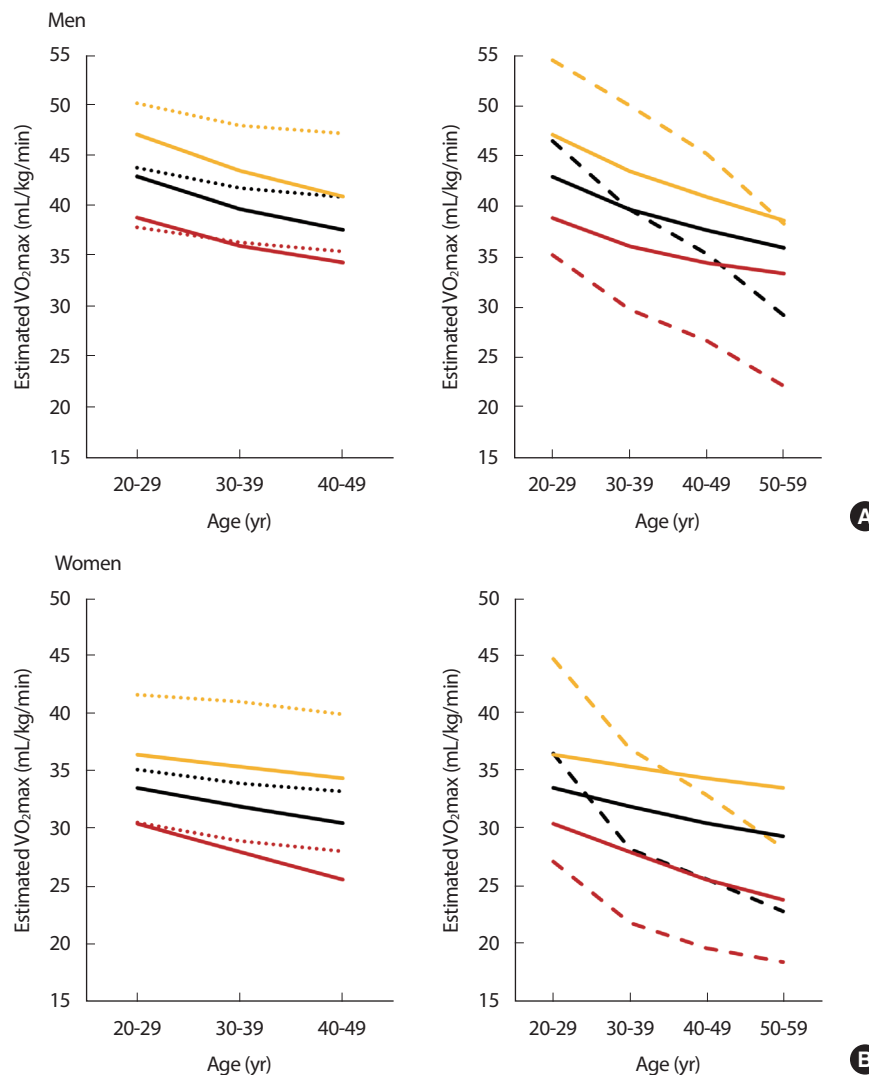 Men
Estimated VO₂max (mL/kg/min)
55
50
45
40
35
30
25
20
15
20-29 30-39 40-49
Age (yr)
Estimated VO₂max (mL/kg/min)
55
50
45
40
35
30
25
20
15
20-29 30-39 40-49 50-59
Age (yr)
A
Women
Estimated VO₂max (mL/kg/min)
50
45
40
35
30
25
20
15
20-29 30-39 40-49
Age (yr)
Estimated VO₂max (mL/kg/min)
50
45
40
35
30
25
20
15
20-29 30-39 40-49 50-59
Age (yr)
B